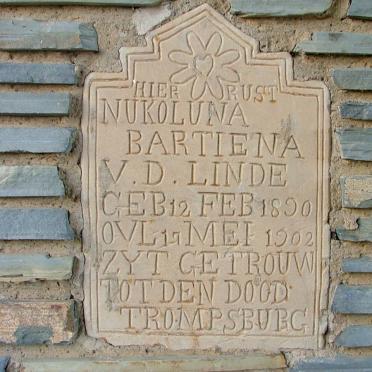 HIER RUST
NUKOLUNA
BARTIENA
V.D. LINDE
GEB 12 FEB 1890
OVL 17 MEI 1902
ZYT GETROUW
TOT DEN DOOD
TROMPSBURG